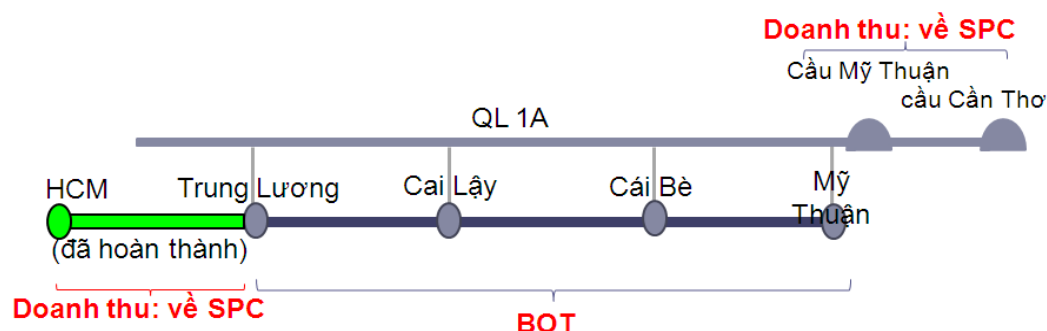 Doanh thu: về SPC
Cầu Mỹ Thuận
cầu Cần Thơ
QL 1A
HCM
Trung Lương
Cai Lậy
Cái Bè
Mỹ
Thuận
(đã hoàn thành)
Doanh thu: về SPC
BOT